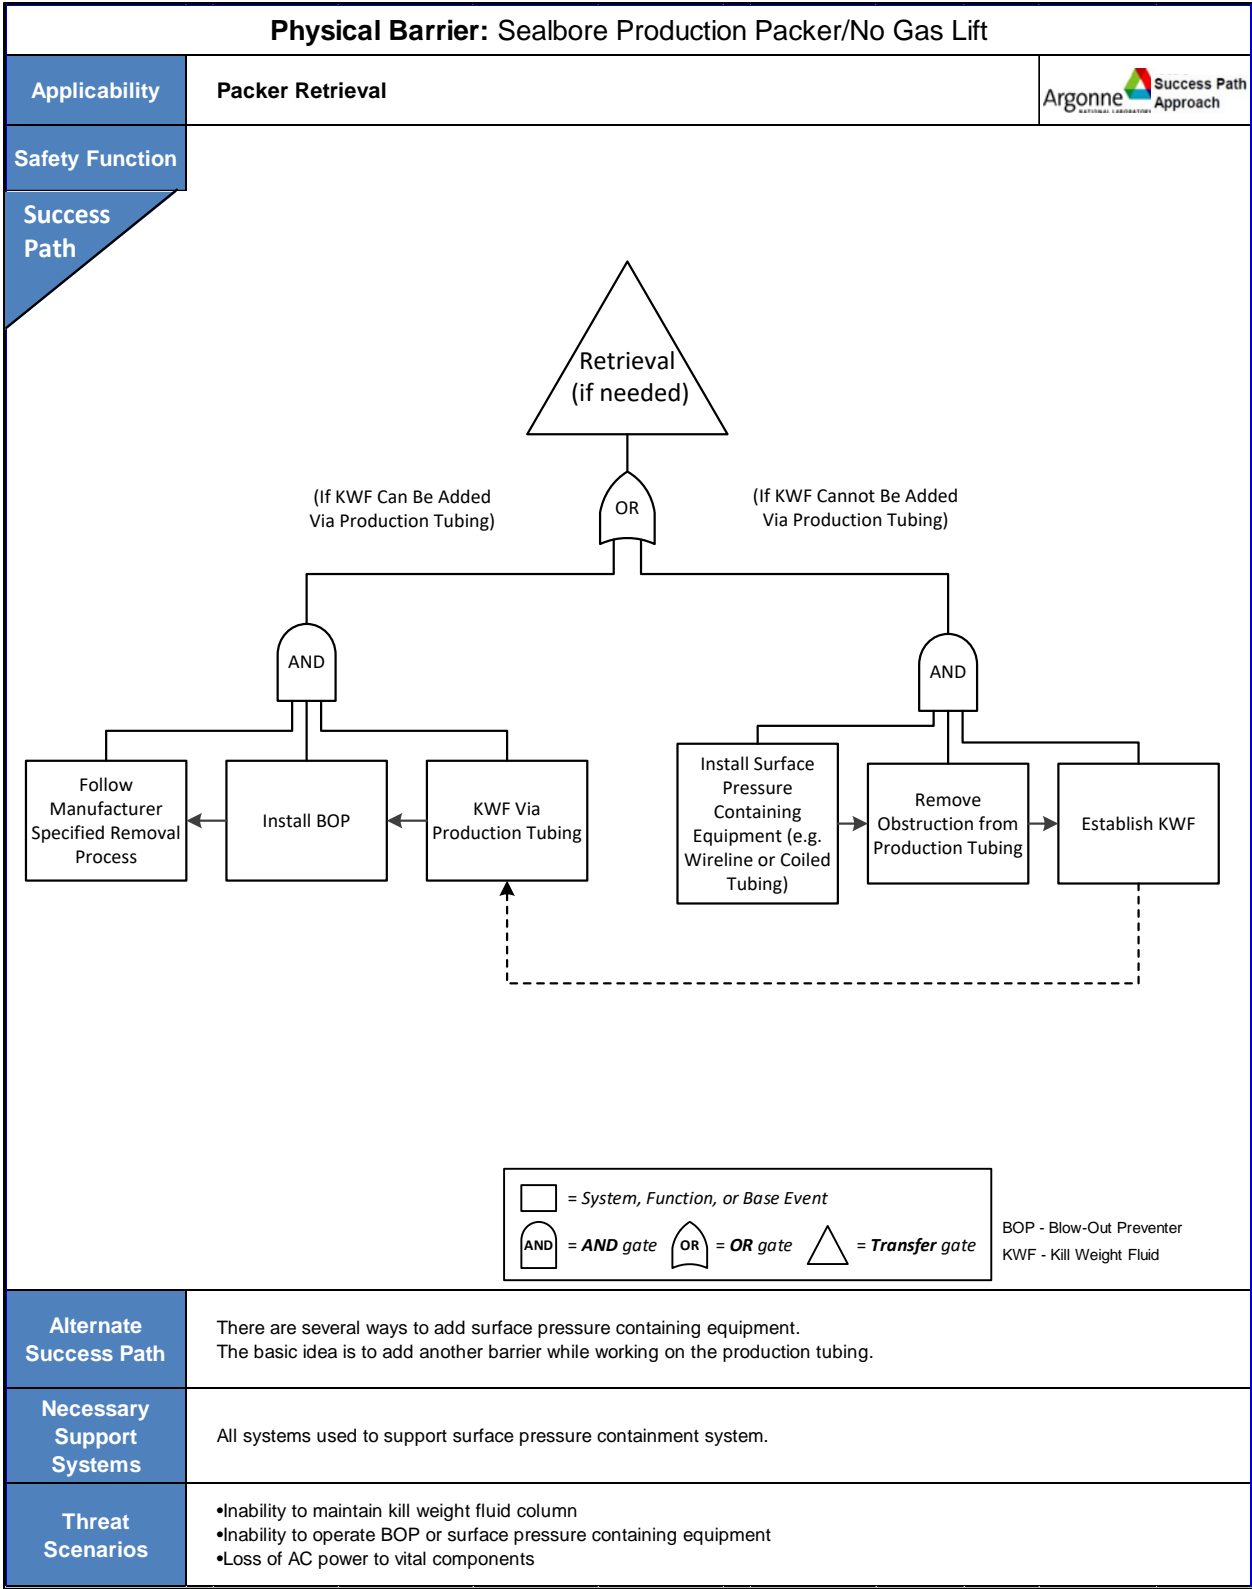 Physical Barrier: Sealbore Production Packer/No Gas Lift
Applicability
Packer Retrieval
Argonne
NATIONAL LABORATORY
Success Path
Approach
Safety Function
Success
Path
Retrieval
(if needed)
(If KWF Can Be Added
Via Production Tubing)
OR
(If KWF Cannot Be Added
Via Production Tubing)
AND
AND
Follow
Manufacturer
Specified Removal
Process
Install BOP
KWF Via
Production Tubing
Install Surface
Pressure
Containing
Equipment (e.g.
Wireline or Coiled
Tubing)
Remove
Obstruction from
Production Tubing
Establish KWF
= System, Function, or Base Event
AND = AND gate
OR = OR gate
= Transfer gate
BOP - Blow-Out Preventer
KWF - Kill Weight Fluid
Alternate
Success Path
There are several ways to add surface pressure containing equipment.
The basic idea is to add another barrier while working on the production tubing.
Necessary
Support
Systems
All systems used to support surface pressure containment system.
Threat
Scenarios
•Inability to maintain kill weight fluid column
•Inability to operate BOP or surface pressure containing equipment
•Loss of AC power to vital components